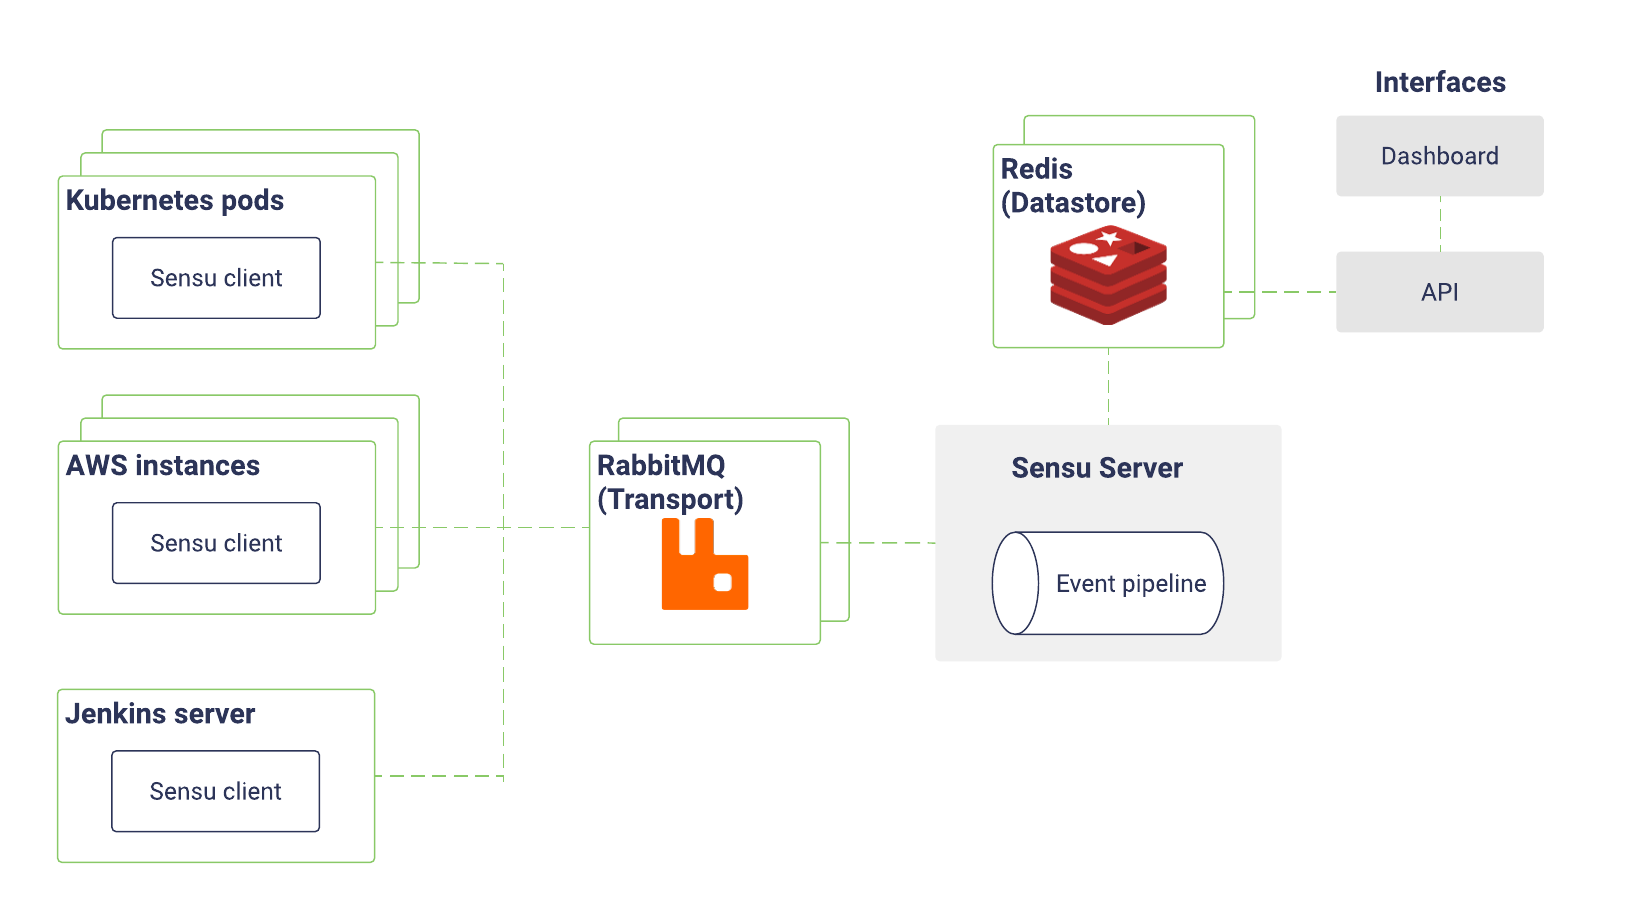 Kubernetes pods
Sensu client
AWS instances
Sensu client
Jenkins server
Sensu client
RabbitMQ
(Transport)
Redis
(Datastore)
Sensu Server
Event pipeline
Interfaces
Dashboard
API